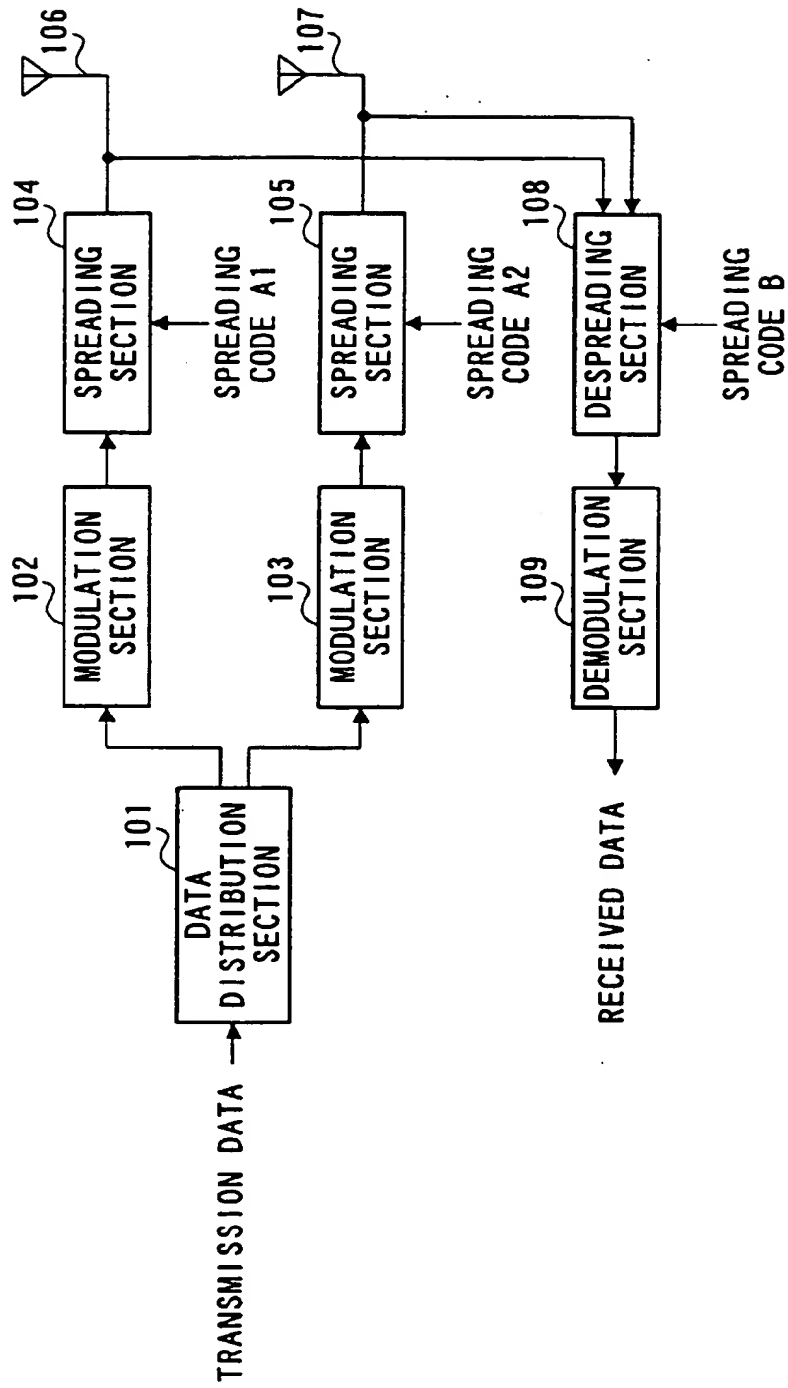 106
104
SPREADING
SECTION
SPREADING
CODE A1
102
MODULATION
SECTION
107
105
SPREADING
SECTION
SPREADING
CODE A2
103
MODULATION
SECTION
101
DATA
DISTRIBUTION
SECTION
TRANSMISSION DATA
108
DESPREADING
SECTION
SPREADING
CODE B
109
DEMODULATION
SECTION
RECEIVED DATA